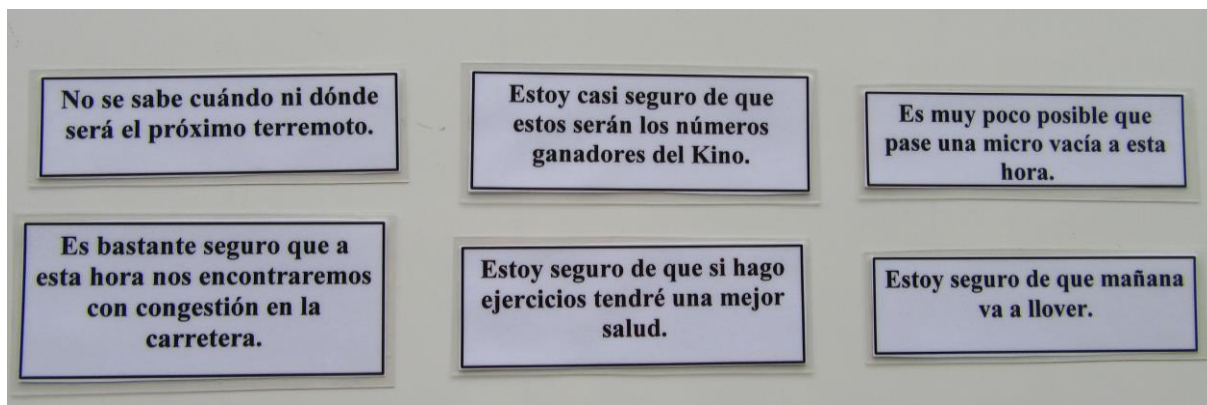 No se sabe cuándo ni dónde
será el próximo terremoto.
Estoy casi seguro de que
estos serán los números
ganadores del Kino.
Es muy poco posible que
pase una micro vacía a esta
hora.
Es bastante seguro que a
esta hora nos encontraremos
con congestión en la
carretera.
Estoy seguro de que si hago
ejercicios tendré una mejor
salud.
Estoy seguro de que mañana
va a llover.